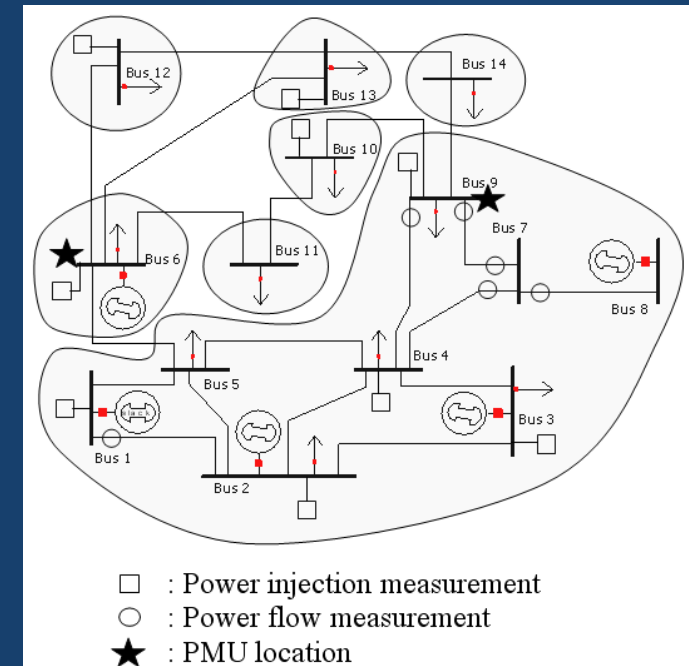 Bus 12
Bus 14
Bus 13
Bus 10
Bus 9
Bus 7
Bus 6
Bus 11
Bus 8
Bus 4
Bus 5
Bus 3
slack
Bus 1
Bus 2
: Power injection measurement
: Power flow measurement
: PMU location